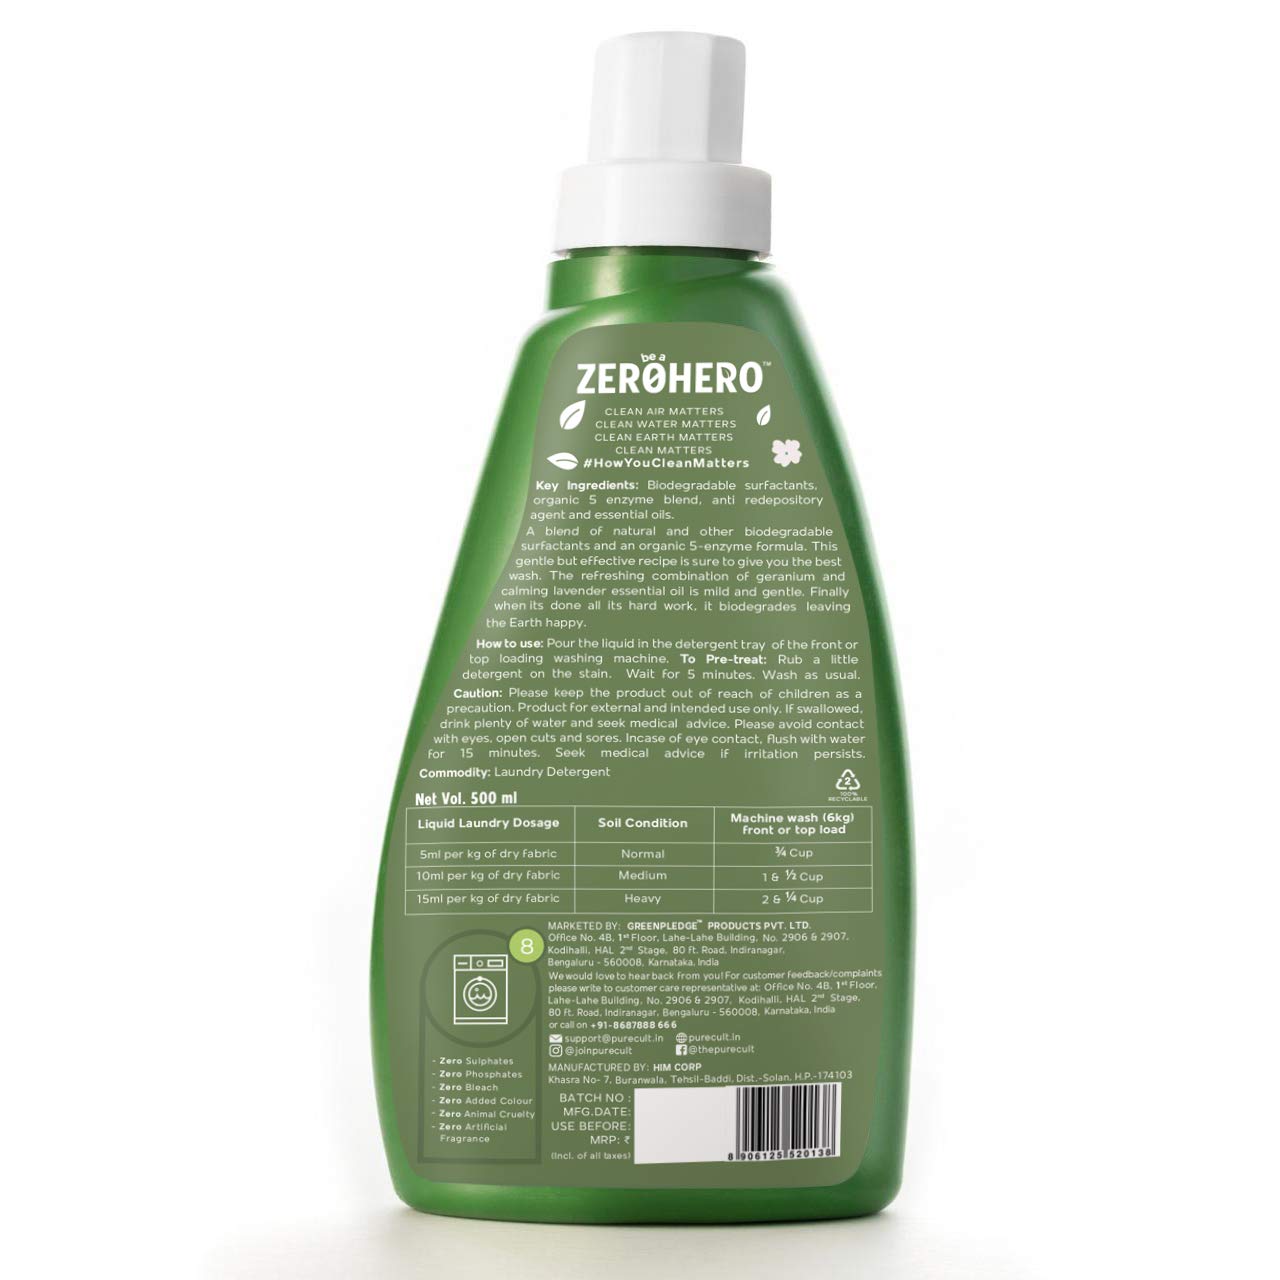 be a
ZEROHERO™
CLEAN AIR MATTERS
CLEAN WATER MATTERS
CLEAN EARTH MATTERS
CLEAN MATTERS
#HowYouCleanMatters
Key Ingredients: Biodegradable surfactants,
organic 5 enzyme blend, anti redepository
agent and essential oils.
A blend of natural and other biodegradable
surfactants and an organic 5-enzyme formula. This
gentle but effective recipe is sure to give you the best
wash. The refreshing combination of geranium and
calming lavender essential oil is mild and gentle. Finally
when its done all its hard work, it biodegrades leaving
the Earth happy.
How to use: Pour the liquid in the detergent tray of the front or
top loading washing machine. To Pre-treat: Rub a little
detergent on the stain. Wait for 5 minutes. Wash as usual.
Caution: Please keep the product out of reach of children as a
precaution. Product for external and intended use only. If swallowed,
drink plenty of water and seek medical advice. Please avoid contact
with eyes, open cuts and sores. Incase of eye contact, flush with water
for 15 minutes. Seek medical advice if irritation persists.
Commodity: Laundry Detergent
2
100%
RECYCLABLE
Net Vol. 500 ml
Liquid Laundry Dosage Soil Condition Machine wash (6kg) front or top load
5ml per kg of dry fabric Normal ¾ Cup
10ml per kg of dry fabric Medium 1 & ½ Cup
15ml per kg of dry fabric Heavy 2 & ¼ Cup
8
- Zero Sulphates
- Zero Phosphates
- Zero Bleach
- Zero Added Colour
- Zero Animal Cruelty
- Zero Artificial
Fragrance
MARKETED BY: GREENPLEDGE™ PRODUCTS PVT. LTD.
Office No. 4B, 1st Floor, Lahe-Lahe Building, No. 2906 & 2907,
Kodihalli, HAL 2nd Stage, 80 ft. Road, Indiranagar,
Bengaluru - 560008, Karnataka, India
We would love to hear back from you! For customer feedback/complaints
please write to customer care representative at: Office No. 4B, 1st Floor,
Lahe-Lahe Building, No. 2906 & 2907, Kodihalli, HAL 2nd Stage,
80 ft. Road, Indiranagar, Bengaluru - 560008, Karnataka, India
or call on +91-8687888 666
support@purecult.in purecult.in
@joinpurecult @thepurecult
MANUFACTURED BY: HIM CORP
Khasra No- 7, Buranwala, Tehsil-Baddi, Dist.-Solan, H.P.-174103
BATCH NO :
MFG.DATE:
USE BEFORE:
MRP: ₹
(Incl. of all taxes)
8 906125 520138